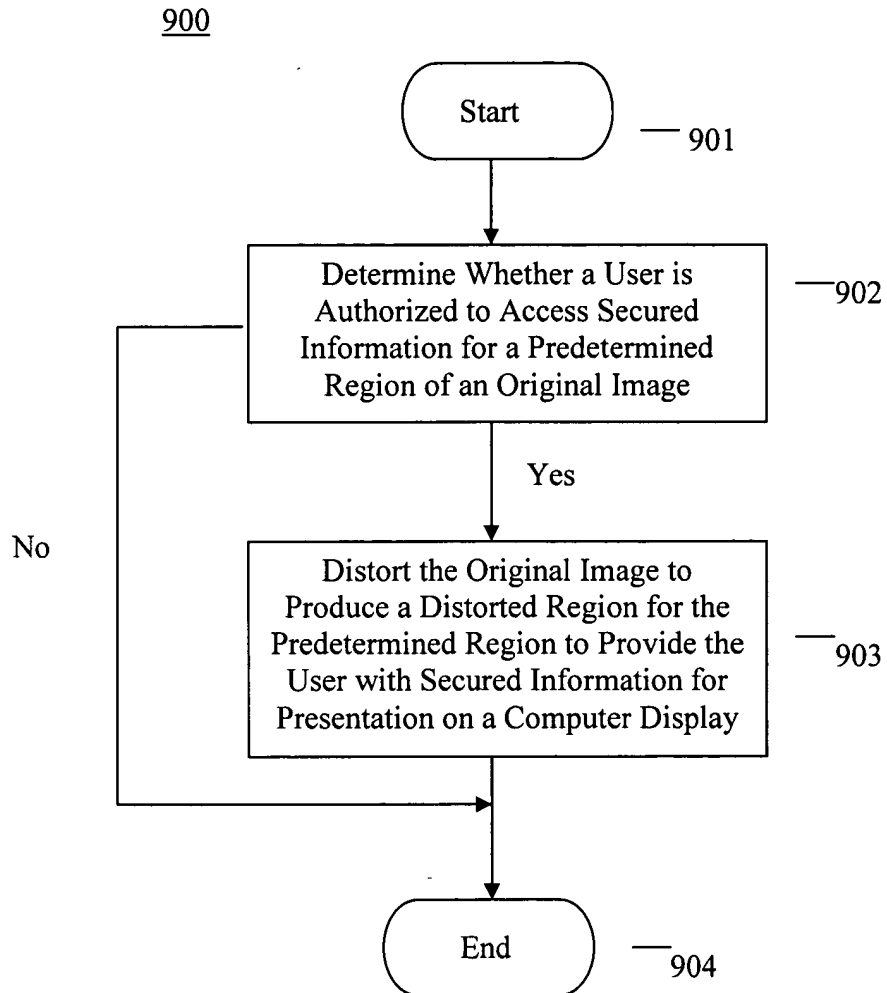 900
Start
901
Determine Whether a User is
Authorized to Access Secured
Information for a Predetermined
Region of an Original Image
902
Yes
No
Distort the Original Image to
Produce a Distorted Region for the
Predetermined Region to Provide the
User with Secured Information for
Presentation on a Computer Display
903
End
904